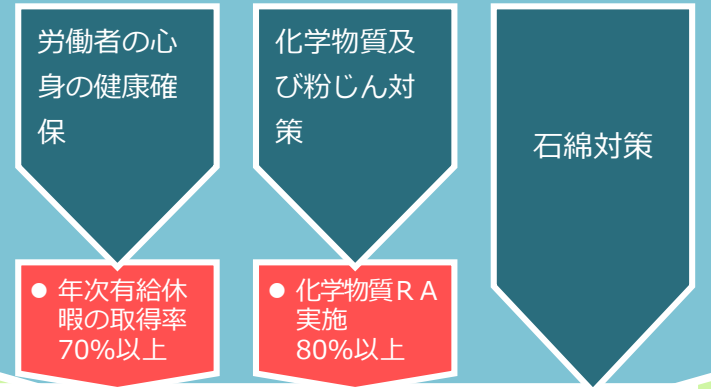 労働者の心
身の健康確
保
化学物質及
び粉じん対
策
石綿対策
● 年次有給休
暇の取得率
70%以上
● 化学物質ＲＡ
実施
80%以上